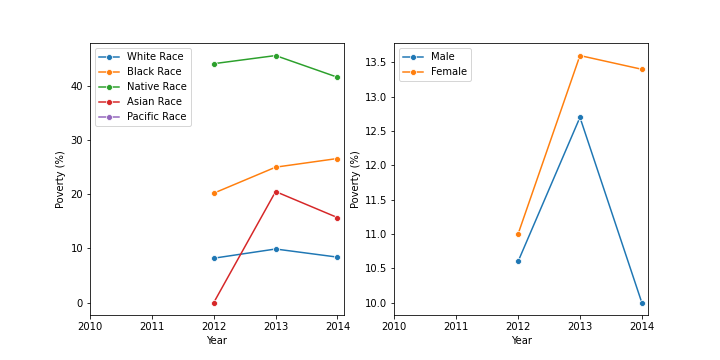 White Race
Black Race
Native Race
Asian Race
Pacific Race
Poverty (%)
40
30
20
10
0
2010 2011 2012 2013 2014
Year
Male
Female
Poverty (%)
13.5
13.0
12.5
12.0
11.5
11.0
10.5
10.0
2010 2011 2012 2013 2014
Year